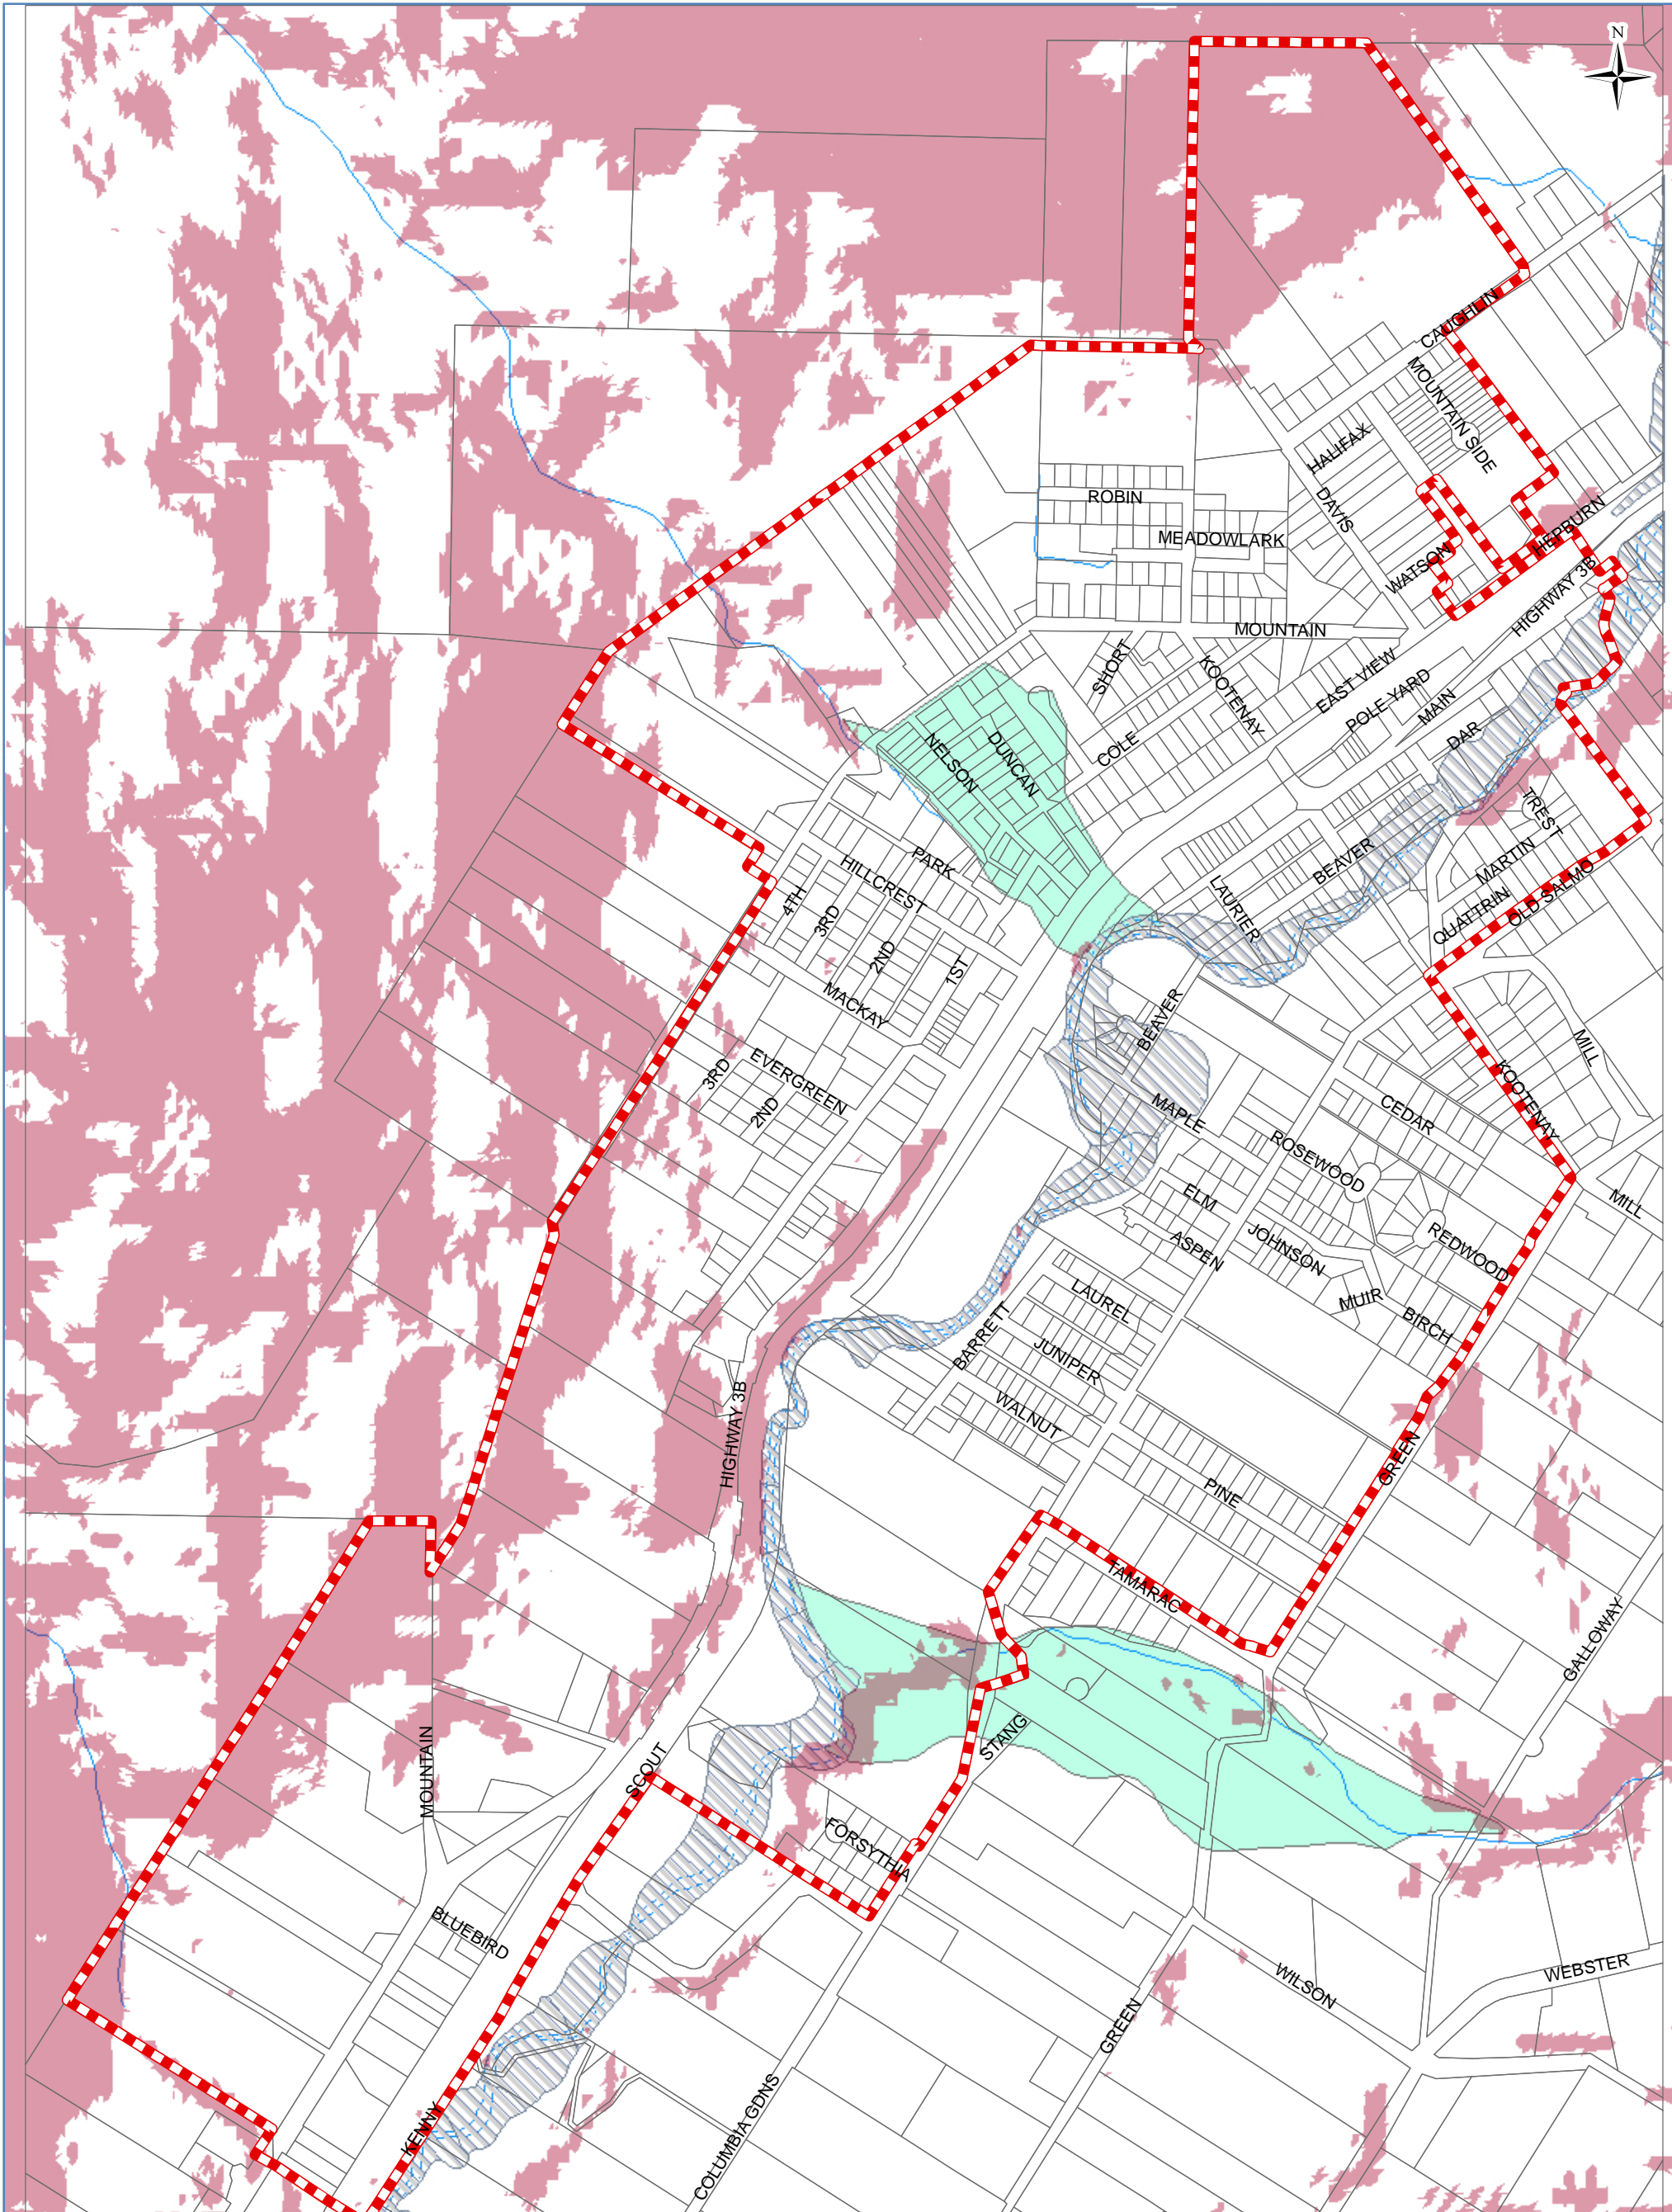 N
CAUGHLIN
MOUNTAIN SIDE
HALIFAX
ROBIN
DAVIS
MEADOWLARK
HEPBURN
WATSON
HIGHWAY 3B
MOUNTAIN
SHORT
KOOTENAY
EAST VIEW
POLE YARD
MAIN
DAR
COLE
DUNCAN
NELSON
TREST
MARTIN
BEAVER
PARK
HILLCREST
4TH
3RD
2ND
1ST
LAURIER
QUATTRIN
OLD SALMO
MACKAY
BEAVER
MILL
KOOTENAY
EVERGREEN
3RD
2ND
MAPLE
CEDAR
ROSEWOOD
ELM
MILL
ASPEN
JOHNSON
REDWOOD
LAUREL
MUIR
BIRCH
BARRETT
JUNIPER
WALNUT
HIGHWAY 3B
GREEN
PINE
TAMARAC
GALLOWAY
STANG
SCOUT
MOUNTAIN
FORSYTHIA
BLUEBIRD
WEBSTER
WILSON
GREEN
KENNY
COLUMBIA GDNS